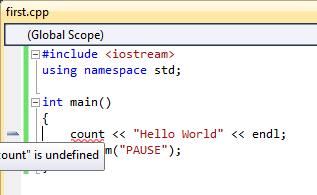 first.cpp
(Global Scope)
#include <iostream>
using namespace std;
int main()
{
count << "Hello World" << endl;
ount" is undefined
m("PAUSE");